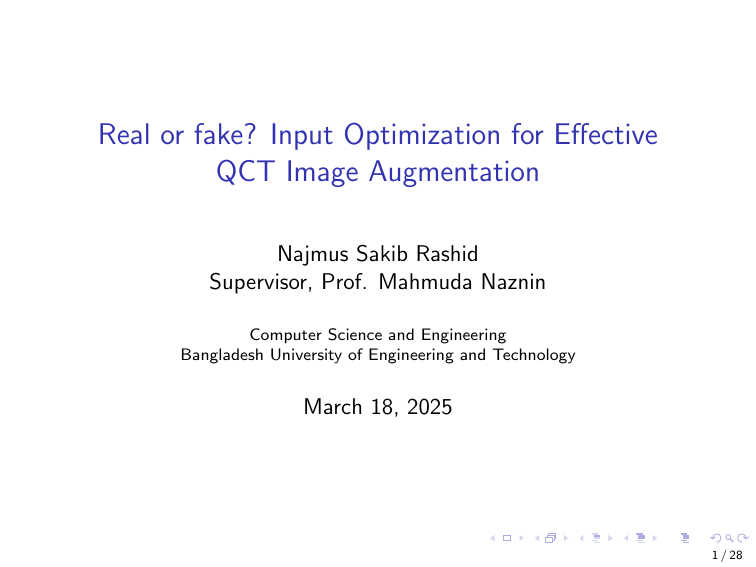 Real or fake? Input Optimization for Effective
QCT Image Augmentation
Najmus Sakib Rashid
Supervisor, Prof. Mahmuda Naznin
Computer Science and Engineering
Bangladesh University of Engineering and Technology
March 18, 2025
1 / 28